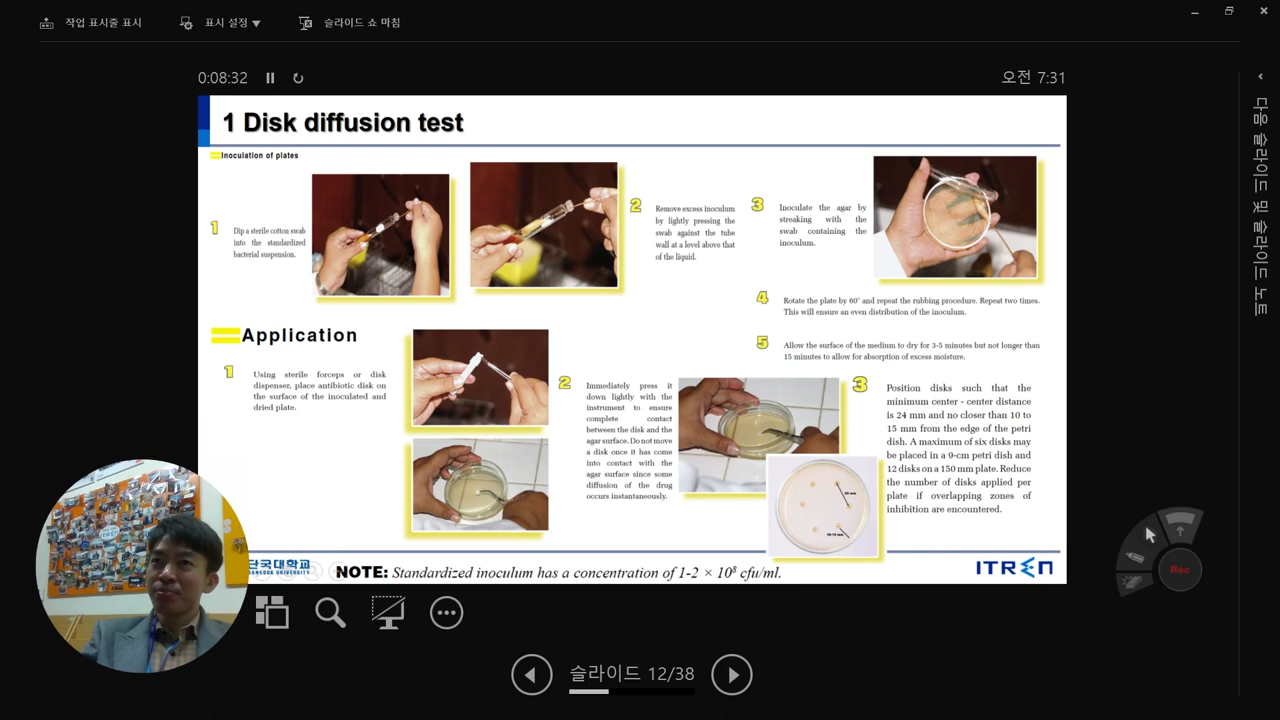 작업 표시줄 표시
표시 설정 ▼
슬라이드 쇼 마침
0:08:32
오전 7:31
다음 슬라이드 및 슬라이드 노트
1 Disk diffusion test
Inoculation of plates
1
Dip a sterile cotton swab
into the standardized
bacterial suspension.
2
Remove excess inoculum
by lightly pressing the
swab against the tube
wall at a level above that
of the liquid.
3
Inoculate the agar by
streaking with the
swab containing the
inoculum.
4
Rotate the plate by 60° and repeat the rubbing procedure. Repeat two times.
This will ensure an even distribution of the inoculum.
5
Allow the surface of the medium to dry for 3-5 minutes but not longer than
15 minutes to allow for absorption of excess moisture.
Application
1
Using sterile forceps or disk
dispenser, place antibiotic disk on
the surface of the inoculated and
dried plate.
2
Immediately press it
down lightly with the
instrument to ensure
complete contact
between the disk and the
agar surface. Do not move
a disk once it has come
into contact with the
agar surface since some
diffusion of the drug
occurs instantaneously.
3
Position disks such that the
minimum center - center distance
is 24 mm and no closer than 10 to
15 mm from the edge of the petri
dish. A maximum of six disks may
be placed in a 9-cm petri dish and
12 disks on a 150 mm plate. Reduce
the number of disks applied per
plate if overlapping zones of
inhibition are encountered.
24 mm
단국대학교
NOTE: Standardized inoculum has a concentration of 1-2 × 10⁸ cfu/ml.
ITREN
Rec
슬라이드 12/38